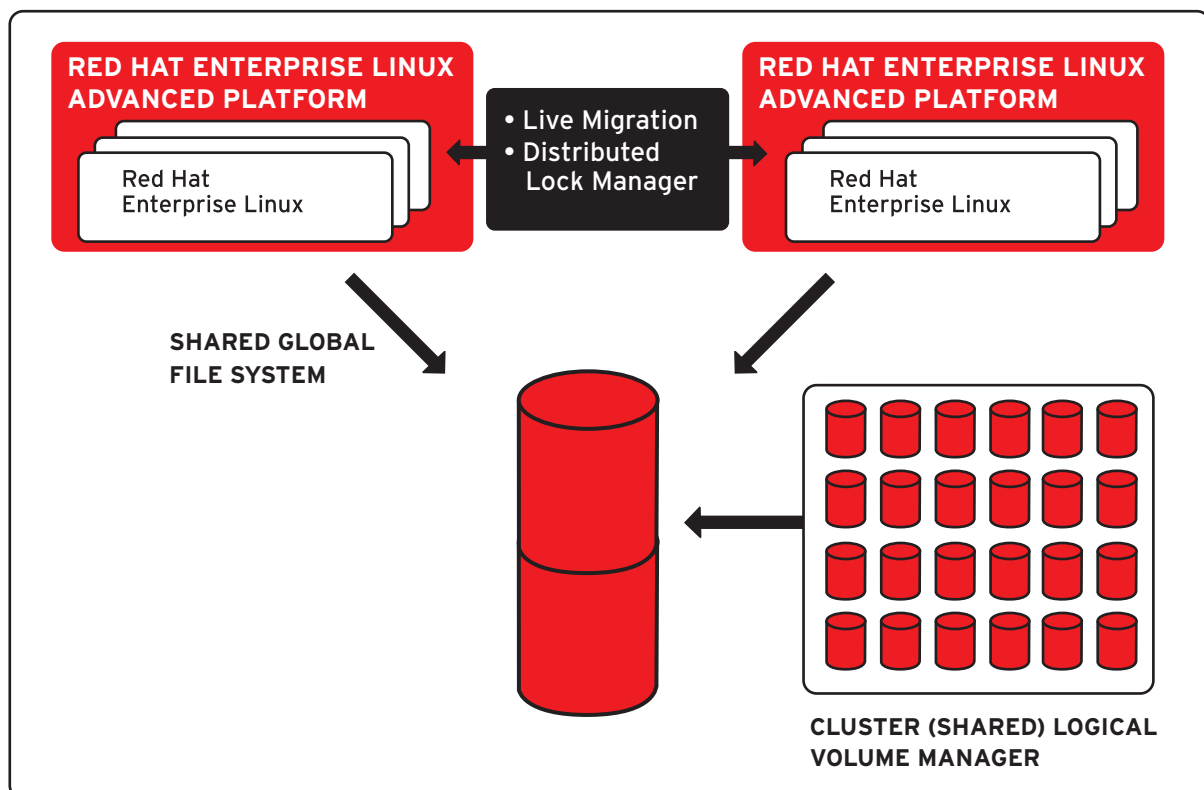 RED HAT ENTERPRISE LINUX
ADVANCED PLATFORM
Red Hat
Enterprise Linux
• Live Migration
• Distributed
Lock Manager
RED HAT ENTERPRISE LINUX
ADVANCED PLATFORM
Red Hat
Enterprise Linux
SHARED GLOBAL
FILE SYSTEM
CLUSTER (SHARED) LOGICAL
VOLUME MANAGER